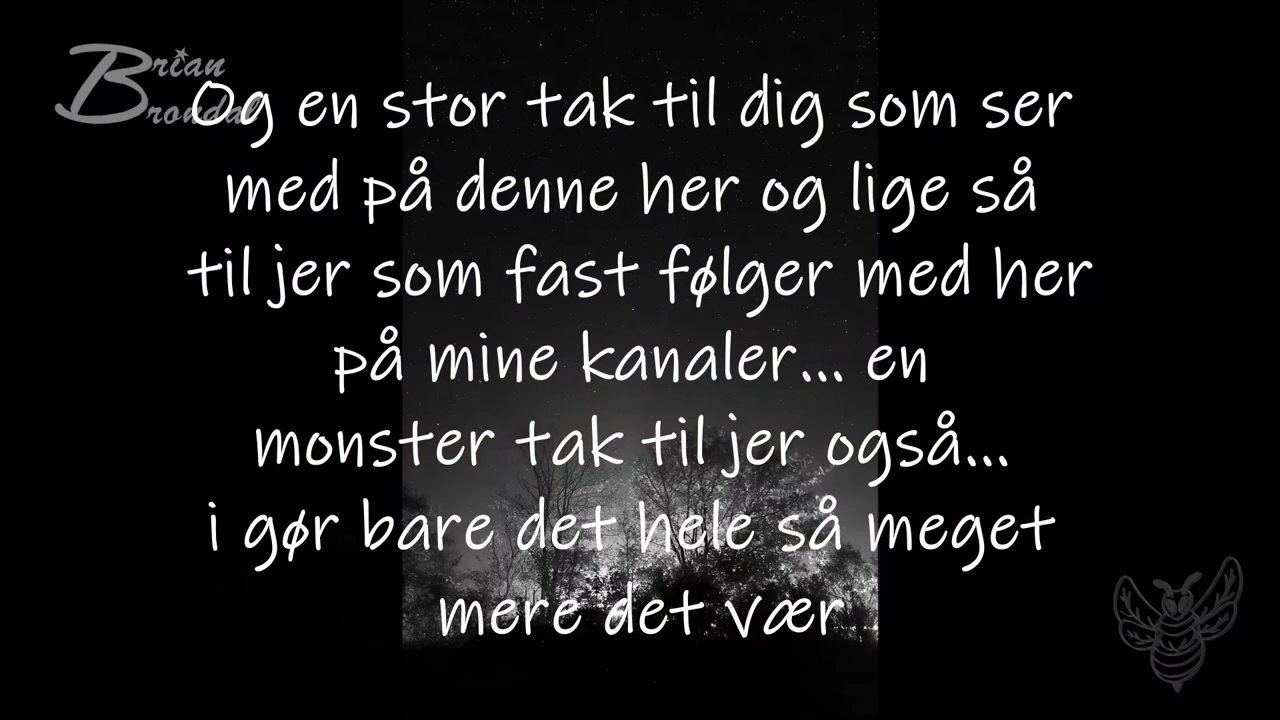 Brian
Brondal
Og en stor tak til dig som ser
med på denne her og lige så
til jer som fast følger med her
på mine kanaler... en
monster tak til jer også...
i gør bare det hele så meget
mere det vær